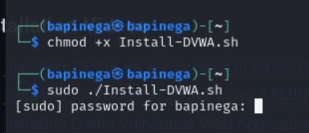 ┌──(bapinega㉿bapinega)-[~]
└─$ chmod +x Install-DVWA.sh
┌──(bapinega㉿bapinega)-[~]
└─$ sudo ./Install-DVWA.sh
[sudo] password for bapinega: